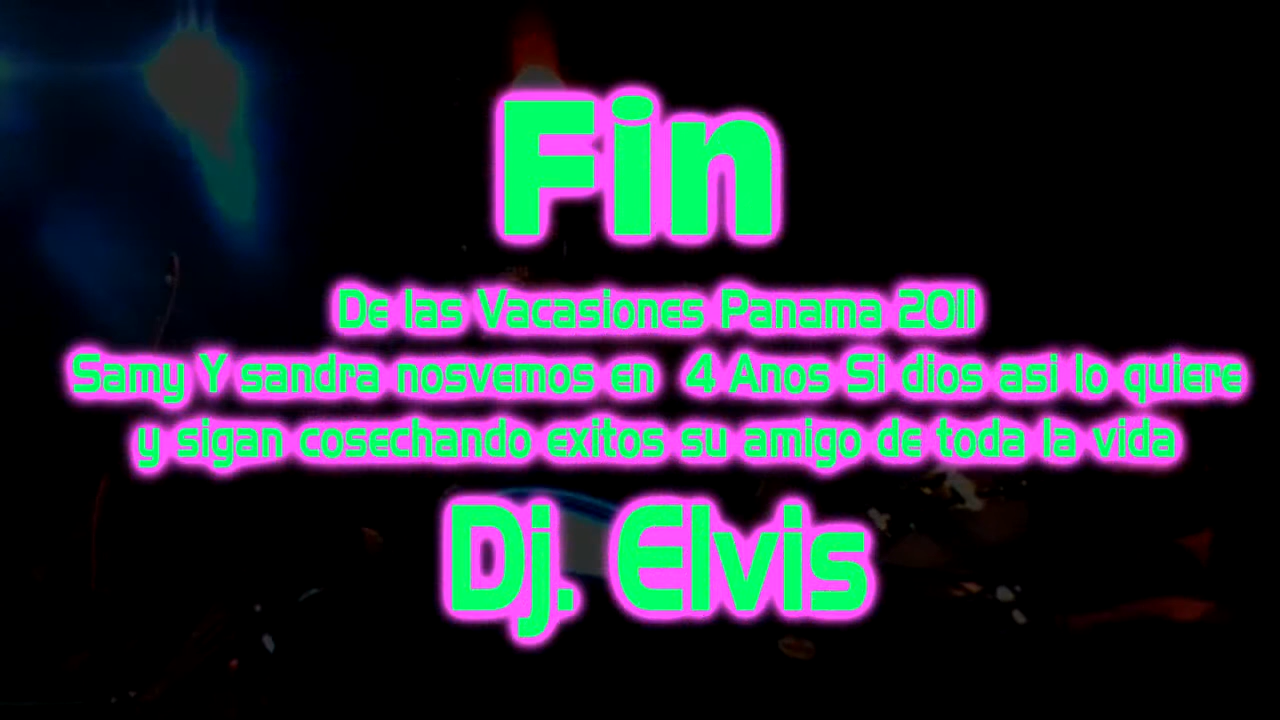 Fin
De las Vacasiones Panama 2011
Samy Y sandra nosvemos en 4 Anos Si dios asi lo quiere
y sigan cosechando exitos su amigo de toda la vida
Dj. Elvis